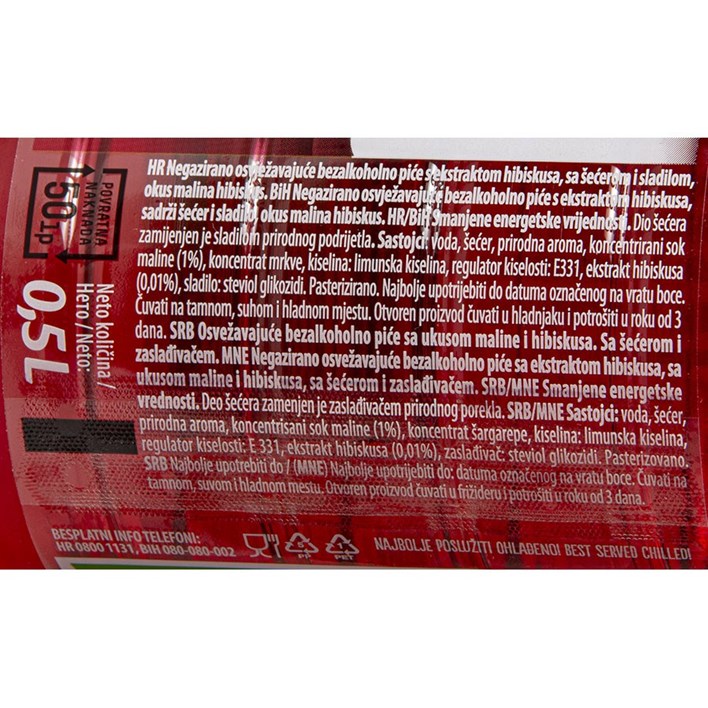 HR Negazirano osvježavajuće bezalkoholno piće s ekstraktom hibiskusa, sa šećerom i sladilom,
okus malina hibiskus. BiH Negazirano osvježavajuće bezalkoholno piće s ekstraktom hibiskusa,
sadrži šećer i sladilo, okus malina hibiskus. HR/BiH Smanjene energetske vrijednosti. Dio šećera
zamijenjen je sladilom prirodnog podrijetla. Sastojci: voda, šećer, prirodna aroma, koncentrirani sok
maline (1%), koncentrat mrkve, kiselina: limunska kiselina, regulator kiselosti: E331, ekstrakt hibiskusa
(0,01%), sladilo: steviol glikozidi. Pasterizirano. Najbolje upotrijebiti do datuma označenog na vratu boce.
Čuvati na tamnom, suhom i hladnom mjestu. Otvoren proizvod čuvati u hladnjaku i potrošiti u roku od 3
dana. SRB Osvežavajuće bezalkoholno piće sa ukusom maline i hibiskusa. Sa šećerom i
zaslađivačem. MNE Negazirano osvežavajuće bezalkoholno piće sa ekstraktom hibiskusa, sa
ukusom maline i hibiskusa, sa šećerom i zaslađivačem. SRB/MNE Smanjene energetske
vrednosti. Deo šećera zamenjen je zaslađivačem prirodnog porekla. SRB/MNE Sastojci: voda, šećer,
prirodna aroma, koncentrisani sok maline (1%), koncentrat šargarepe, kiselina: limunska kiselina,
regulator kiselosti: E 331, ekstrakt hibiskusa (0,01%), zaslađivač: steviol glikozidi. Pasterizovano.
SRB Najbolje upotrebiti do / (MNE) Najbolje upotrijebiti do: datuma označenog na vratu boce. Čuvati na
tamnom, suvom i hladnom mestu. Otvoren proizvod čuvati u frižideru i potrošiti u roku od 3 dana.
POVRATNA
NAKNADA
50 lp
Neto količina /
Нето / Neto:
0,5L
BESPLATNI INFO TELEFONI:
HR 0800 1131, BIH 080-080-002
5
PP
1
PET
NAJBOLJE POSLUŽITI OHLAĐENO! BEST SERVED CHILLED!